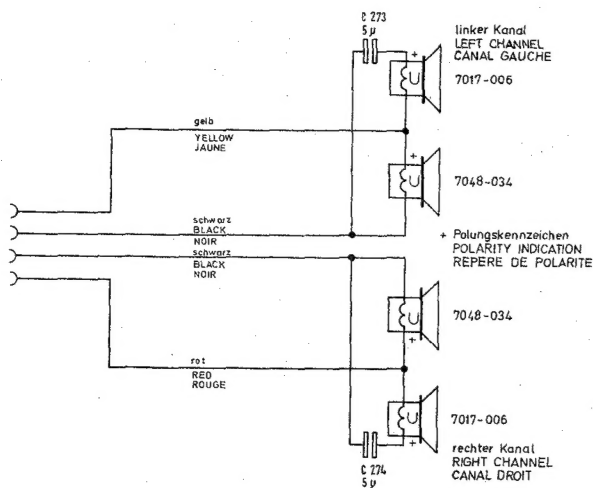 C 273
5 µ
linker Kanal
LEFT CHANNEL
CANAL GAUCHE
+
7017-006
gelb
YELLOW
JAUNE
+
7048-034
schwarz
BLACK
NOIR
+ Polungskennzeichen
POLARITY INDICATION
REPERE DE POLARITE
schwarz
BLACK
NOIR
7048-034
+
rot
RED
ROUGE
7017-006
+
C 274
5 µ
rechter Kanal
RIGHT CHANNEL
CANAL DROIT